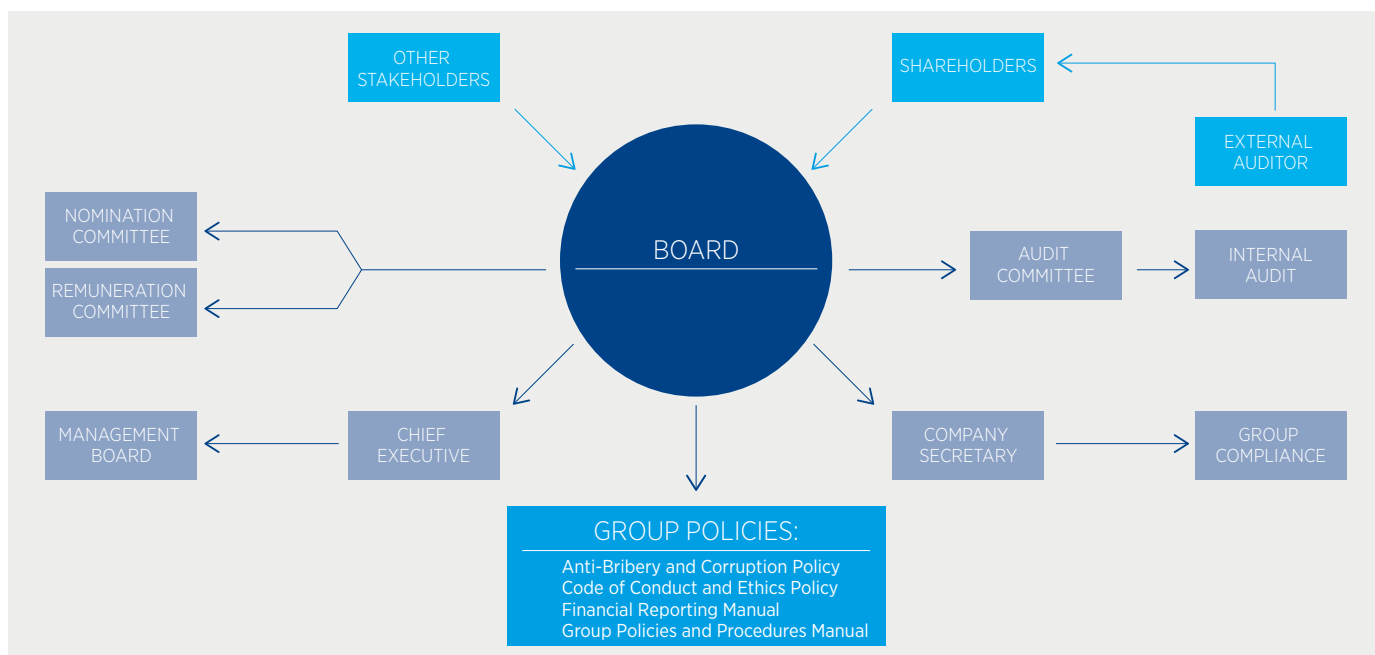 OTHER
STAKEHOLDERS
SHAREHOLDERS
EXTERNAL
AUDITOR
NOMINATION
COMMITTEE
REMUNERATION
COMMITTEE
BOARD
AUDIT
COMMITTEE
INTERNAL
AUDIT
MANAGEMENT
BOARD
CHIEF
EXECUTIVE
COMPANY
SECRETARY
GROUP
COMPLIANCE
GROUP POLICIES:
Anti-Bribery and Corruption Policy
Code of Conduct and Ethics Policy
Financial Reporting Manual
Group Policies and Procedures Manual